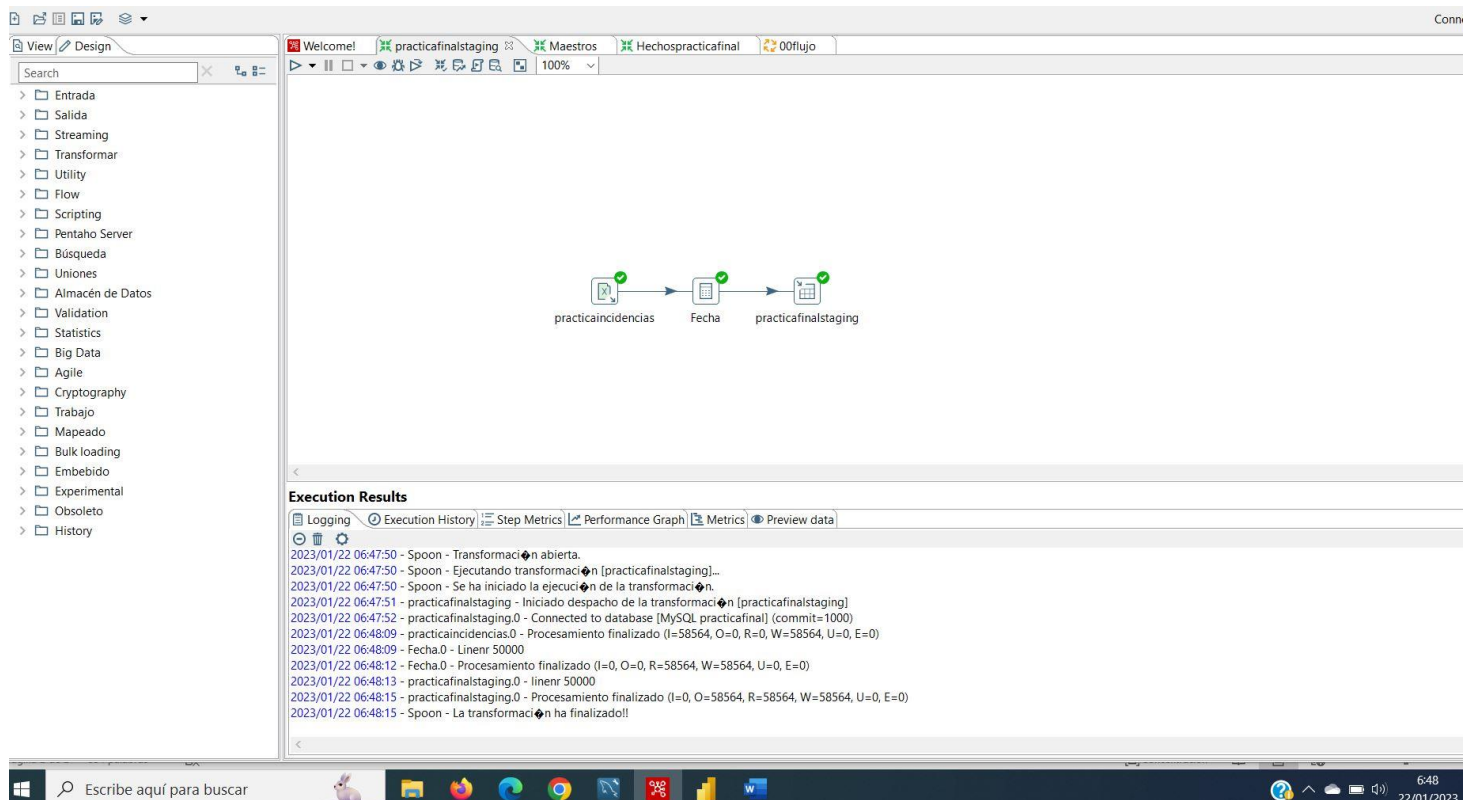 Conne
View Design
Welcome! practicafinalstaging Maestros Hechospracticafinal 00flujo
Search
100%
Entrada
Salida
Streaming
Transformar
Utility
Flow
Scripting
Pentaho Server
Búsqueda
Uniones
Almacén de Datos
Validation
Statistics
Big Data
Agile
Cryptography
Trabajo
Mapeado
Bulk loading
Embebido
Experimental
Obsoleto
History
practicaincidencias Fecha practicafinalstaging
Execution Results
Logging Execution History Step Metrics Performance Graph Metrics Preview data
2023/01/22 06:47:50 - Spoon - Transformaci�n abierta.
2023/01/22 06:47:50 - Spoon - Ejecutando transformaci�n [practicafinalstaging]...
2023/01/22 06:47:50 - Spoon - Se ha iniciado la ejecuci�n de la transformaci�n.
2023/01/22 06:47:51 - practicafinalstaging - Iniciado despacho de la transformaci�n [practicafinalstaging]
2023/01/22 06:47:52 - practicafinalstaging.0 - Connected to database [MySQL practicafinal] (commit=1000)
2023/01/22 06:48:09 - practicaincidencias.0 - Procesamiento finalizado (I=58564, O=0, R=0, W=58564, U=0, E=0)
2023/01/22 06:48:09 - Fecha.0 - Linenr 50000
2023/01/22 06:48:12 - Fecha.0 - Procesamiento finalizado (I=0, O=0, R=58564, W=58564, U=0, E=0)
2023/01/22 06:48:13 - practicafinalstaging.0 - linenr 50000
2023/01/22 06:48:15 - practicafinalstaging.0 - Procesamiento finalizado (I=0, O=58564, R=58564, W=58564, U=0, E=0)
2023/01/22 06:48:15 - Spoon - La transformaci�n ha finalizado!!
Escribe aquí para buscar
6:48
22/01/2023